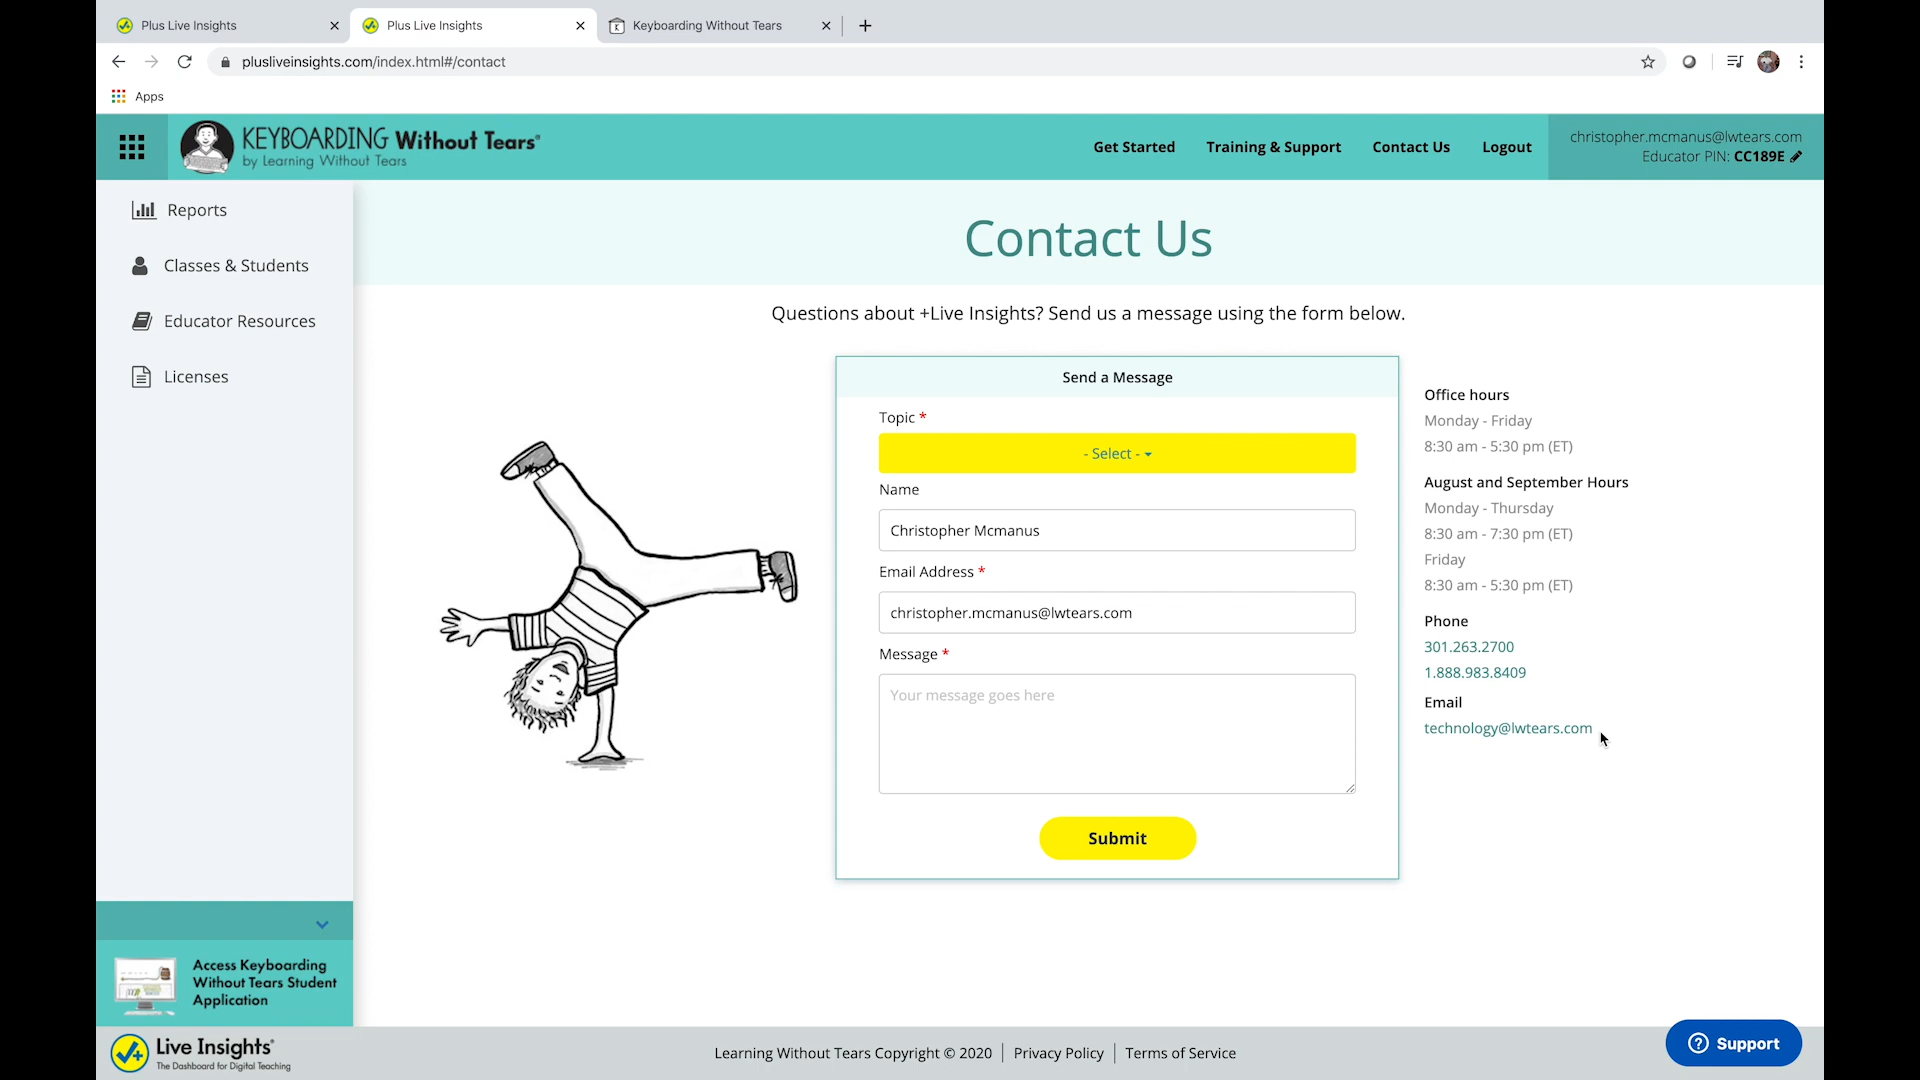 Plus Live Insights
Plus Live Insights
Keyboarding Without Tears
plusliveinsights.com/index.html#/contact
Apps
KEYBOARDING Without Tears®
by Learning Without Tears
Get Started
Training & Support
Contact Us
Logout
christopher.mcmanus@lwtears.com
Educator PIN: CC189E
Reports
Classes & Students
Educator Resources
Licenses
Contact Us
Questions about +Live Insights? Send us a message using the form below.
Send a Message
Topic *
- Select -
Name
Christopher Mcmanus
Email Address *
christopher.mcmanus@lwtears.com
Message *
Your message goes here
Submit
Office hours
Monday - Friday
8:30 am - 5:30 pm (ET)
August and September Hours
Monday - Thursday
8:30 am - 7:30 pm (ET)
Friday
8:30 am - 5:30 pm (ET)
Phone
301.263.2700
1.888.983.8409
Email
technology@lwtears.com
Access Keyboarding
Without Tears Student
Application
Live Insights®
The Dashboard for Digital Teaching
Learning Without Tears Copyright © 2020
Privacy Policy
Terms of Service
Support